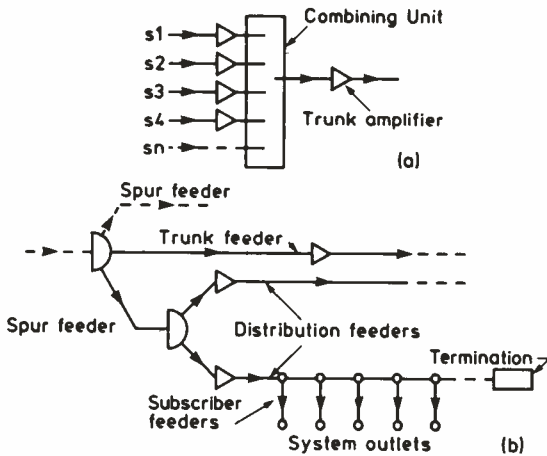 Combining Unit
s1
s2
s3
s4
sn
Trunk amplifier
(a)
Spur feeder
Trunk feeder
Spur feeder
Distribution feeders
Termination
Subscriber
feeders
System outlets
(b)